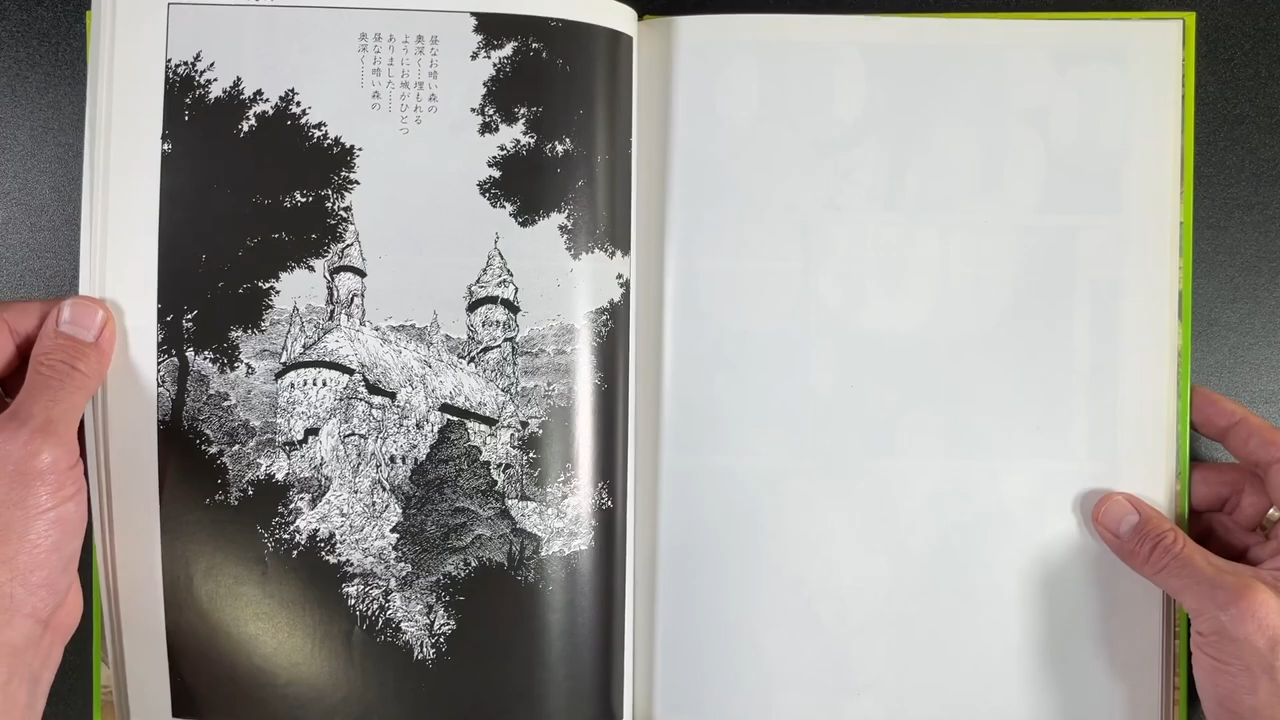 昼なお暗い森の
奥深く…埋もれる
ようにお城がひとつ
ありました……
昼なお暗い森の
奥深く……